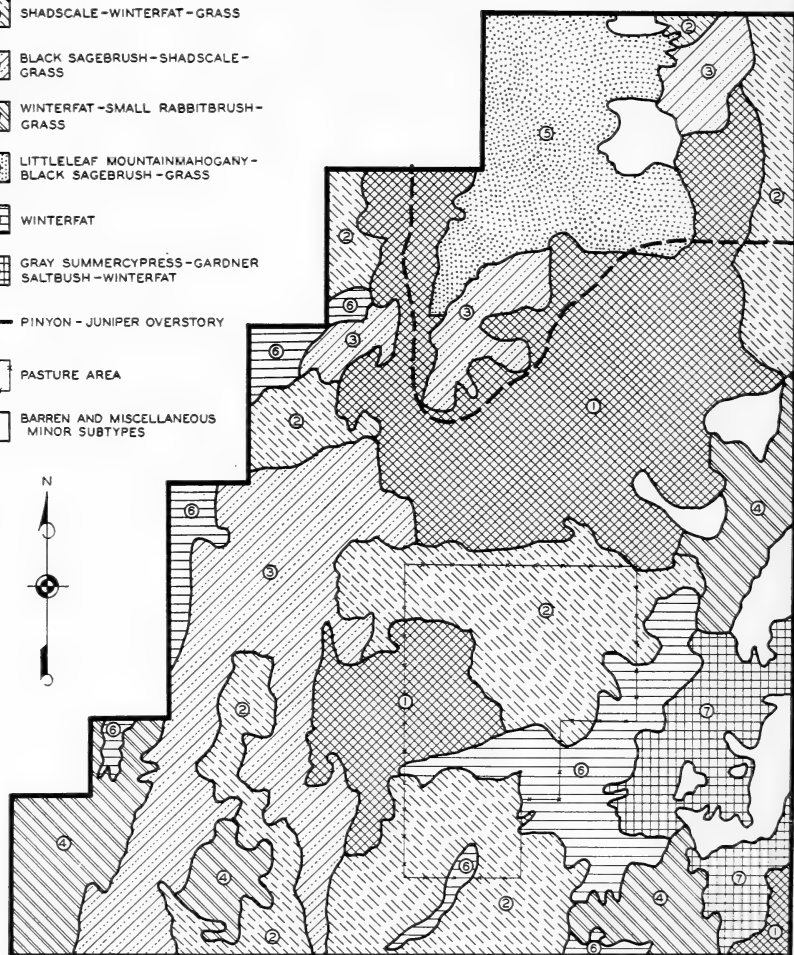 SHADSCALE-WINTERFAT-GRASS
BLACK SAGEBRUSH-SHADSCALE-
GRASS
WINTERFAT-SMALL RABBITBRUSH-
GRASS
LITTLELEAF MOUNTAINMAHOGANY-
BLACK SAGEBRUSH-GRASS
WINTERFAT
GRAY SUMMERCYPRESS-GARDNER
SALTBUSH-WINTERFAT
PINYON-JUNIPER OVERSTORY
PASTURE AREA
BARREN AND MISCELLANEOUS
MINOR SUBTYPES
N
2
3
5
2
2
6
3
3
6
1
2
6
4
3
2
2
1
7
6
6
4
4
6
7
2
4
2
1
6